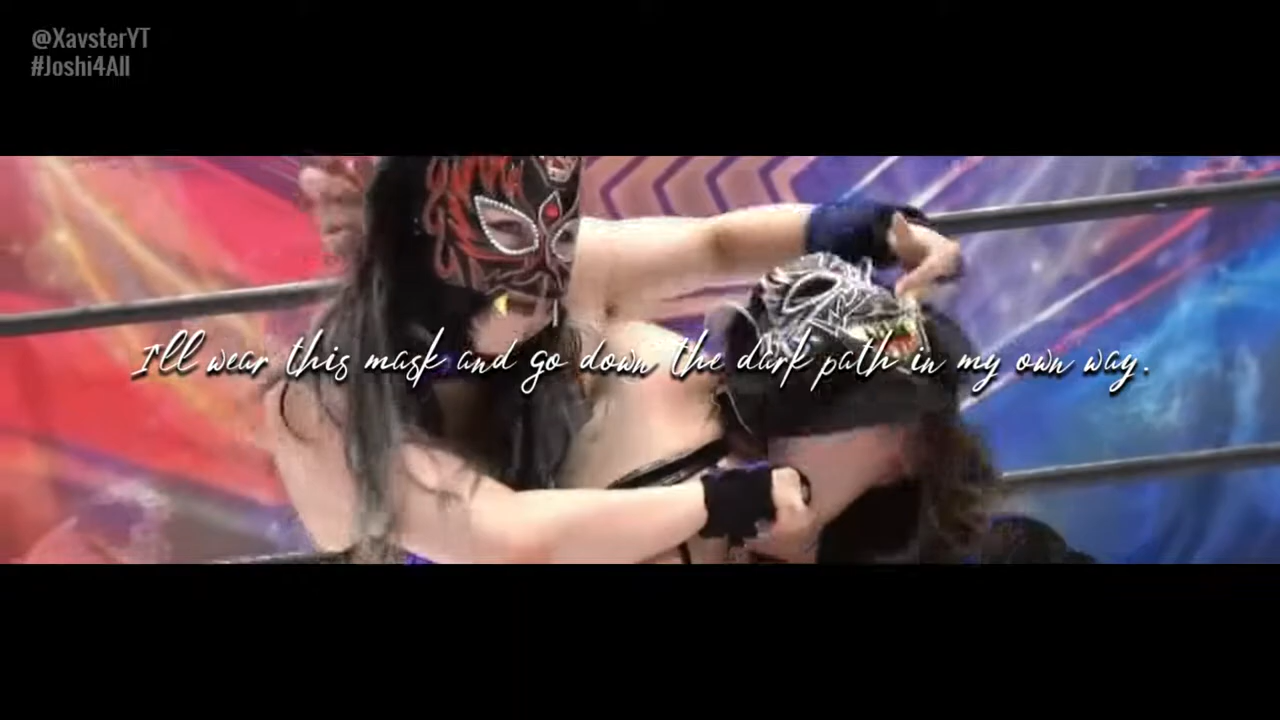 @XavsterYT
#Joshi4All
I'll wear this mask and go down the dark path in my own way.